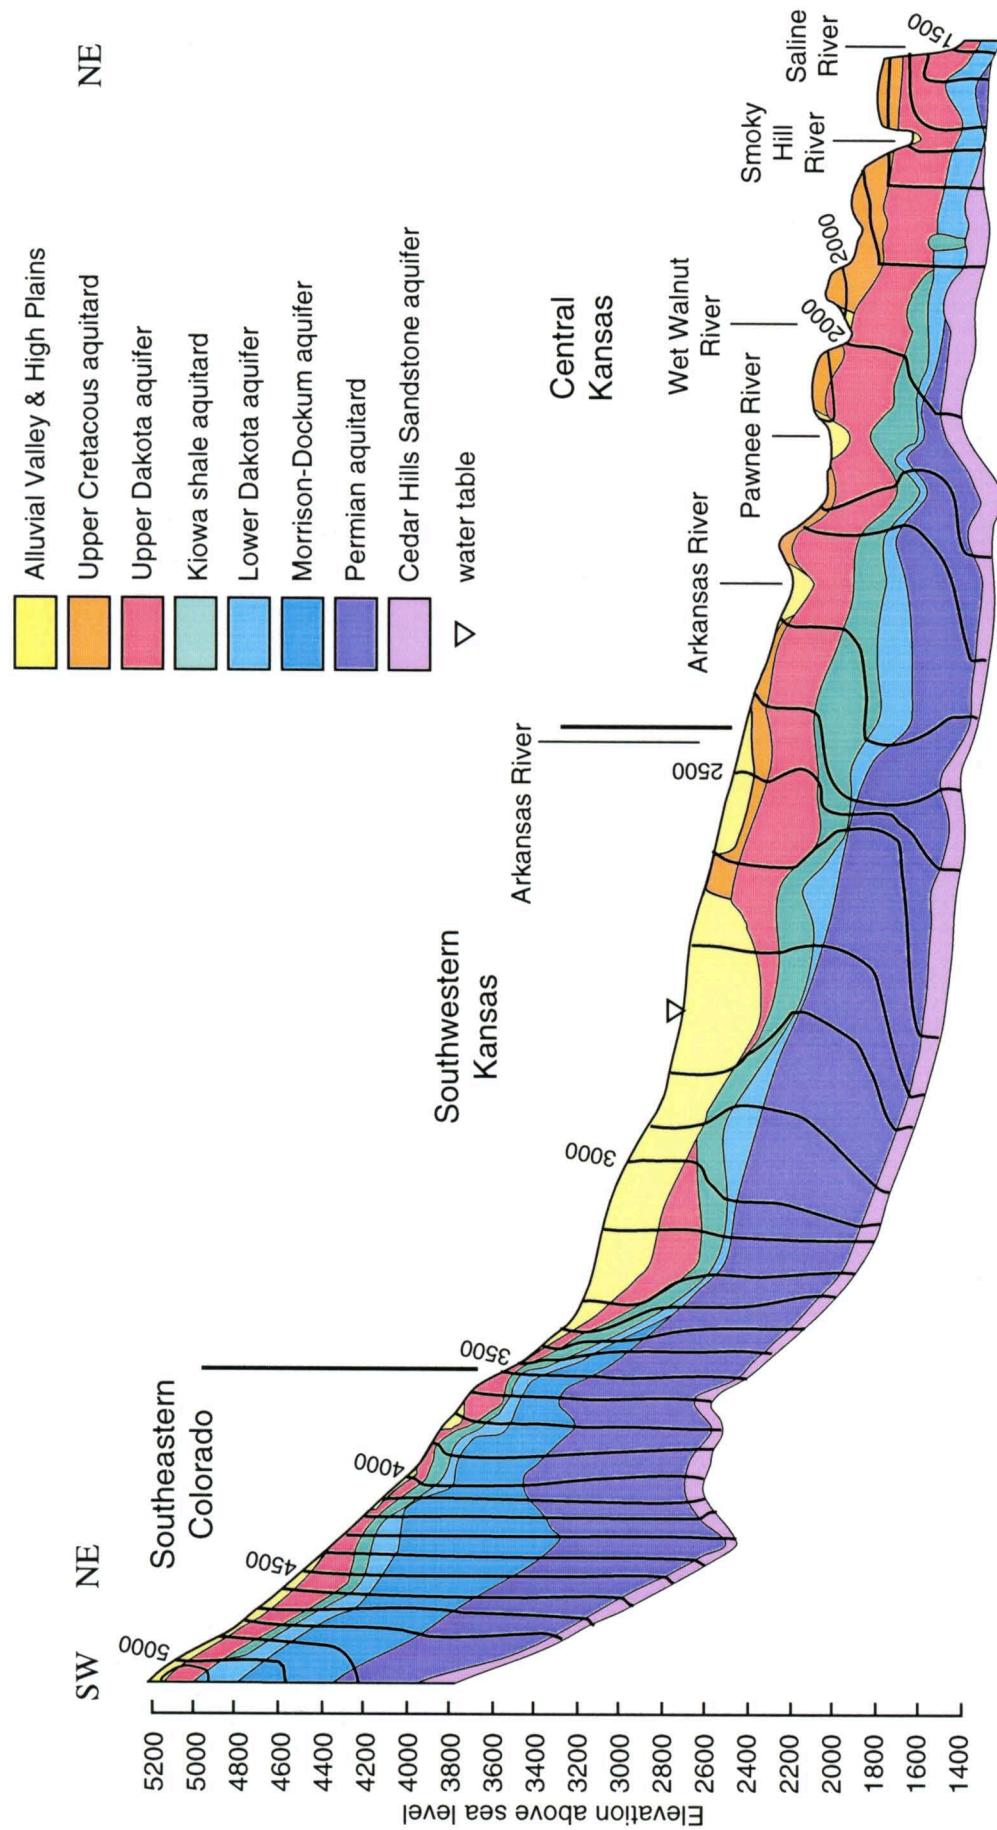 SW NE
NE
Southeastern
Colorado
Southwestern
Kansas
Central
Kansas
Alluvial Valley & High Plains
Upper Cretacous aquitard
Upper Dakota aquifer
Kiowa shale aquitard
Lower Dakota aquifer
Morrison-Dockum aquifer
Permian aquitard
Cedar Hills Sandstone aquifer
water table
Arkansas River
Arkansas River
Pawnee River
Wet Walnut
River
Smoky
Hill
River
Saline
River
5000
4500
4000
3500
3000
2500
2000
2000
1500
Elevation above sea level
5200
5000
4800
4600
4400
4200
4000
3800
3600
3400
3200
3000
2800
2600
2400
2200
2000
1800
1600
1400